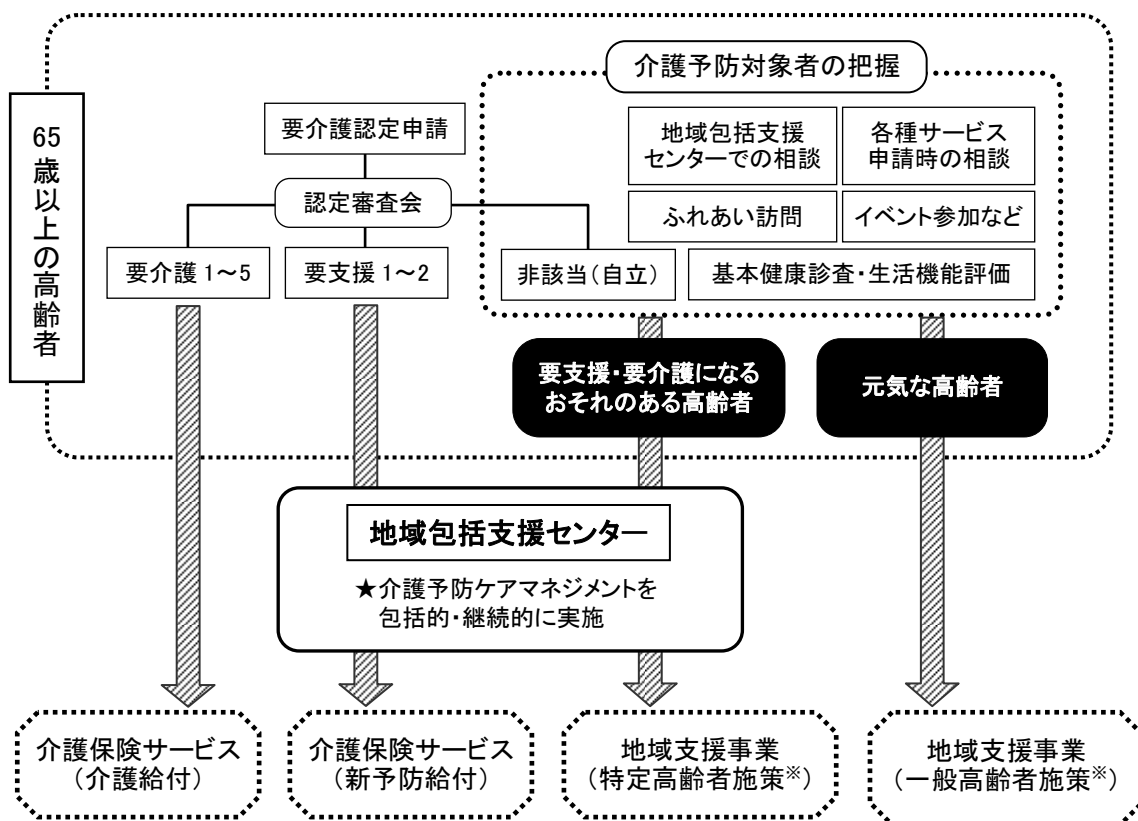 65歳以上の高齢者
介護予防対象者の把握
要介護認定申請
認定審査会
要介護1～5
要支援1～2
非該当(自立)
地域包括支援
センターでの相談
各種サービス
申請時の相談
ふれあい訪問
イベント参加など
基本健康診査・生活機能評価
要支援・要介護になる
おそれのある高齢者
元気な高齢者
地域包括支援センター
★介護予防ケアマネジメントを
包括的・継続的に実施
介護保険サービス
(介護給付)
介護保険サービス
(新予防給付)
地域支援事業
(特定高齢者施策※)
地域支援事業
(一般高齢者施策※)